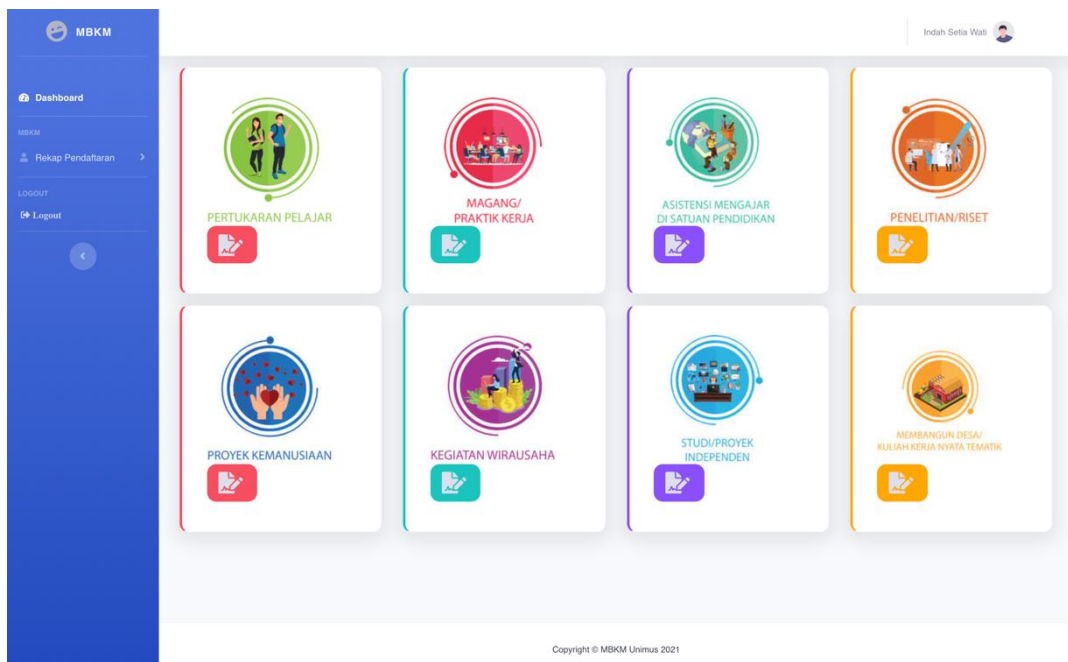 MBKM
Indah Setia Wati
Dashboard
MBKM
Rekap Pendaftaran
LOGOUT
Logout
PERTUKARAN PELAJAR
MAGANG/
PRAKTIK KERJA
ASISTENSI MENGAJAR
DI SATUAN PENDIDIKAN
PENELITIAN/RISET
PROYEK KEMANUSIAAN
KEGIATAN WIRAUSAHA
STUDI/PROYEK
INDEPENDEN
MEMBANGUN DESA/
KULIAH KERJA NYATA TEMATIK
Copyright © MBKM Unimus 2021